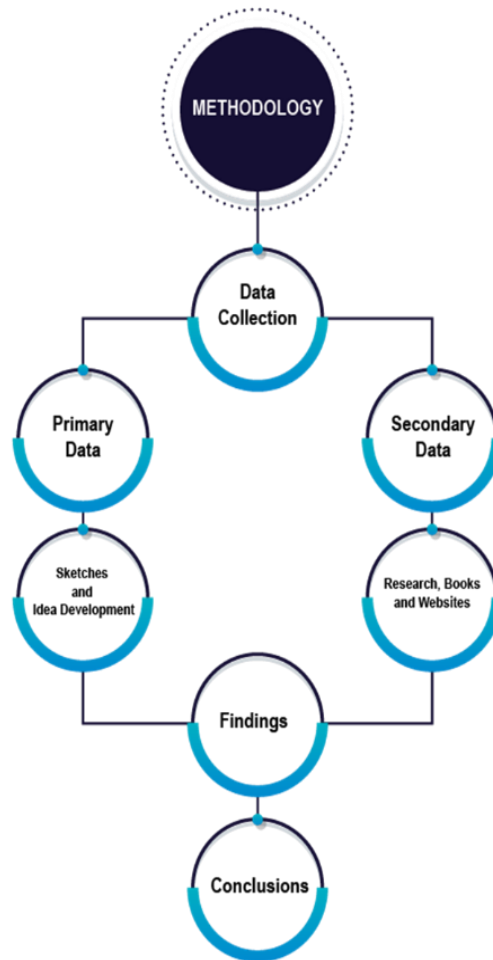 METHODOLOGY
Data
Collection
Primary
Data
Secondary
Data
Sketches
and
Idea Development
Research, Books
and Websites
Findings
Conclusions